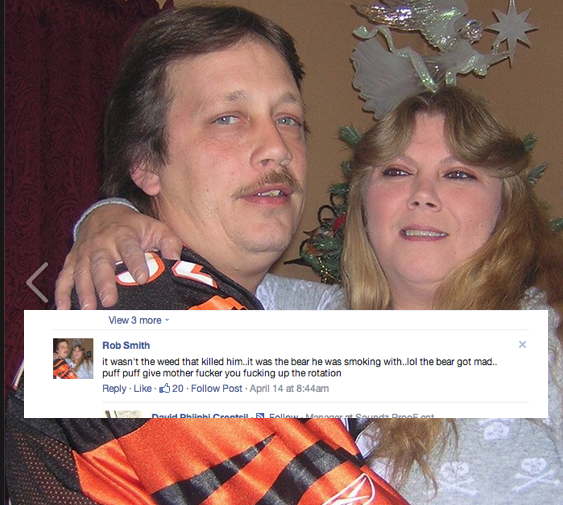 View 3 more
Rob Smith
it wasn't the weed that killed him..it was the bear he was smoking with..lol the bear got mad..
puff puff give mother fucker you fucking up the rotation
Reply · Like · 20 · Follow Post · April 14 at 8:44am
Follow · Manager at